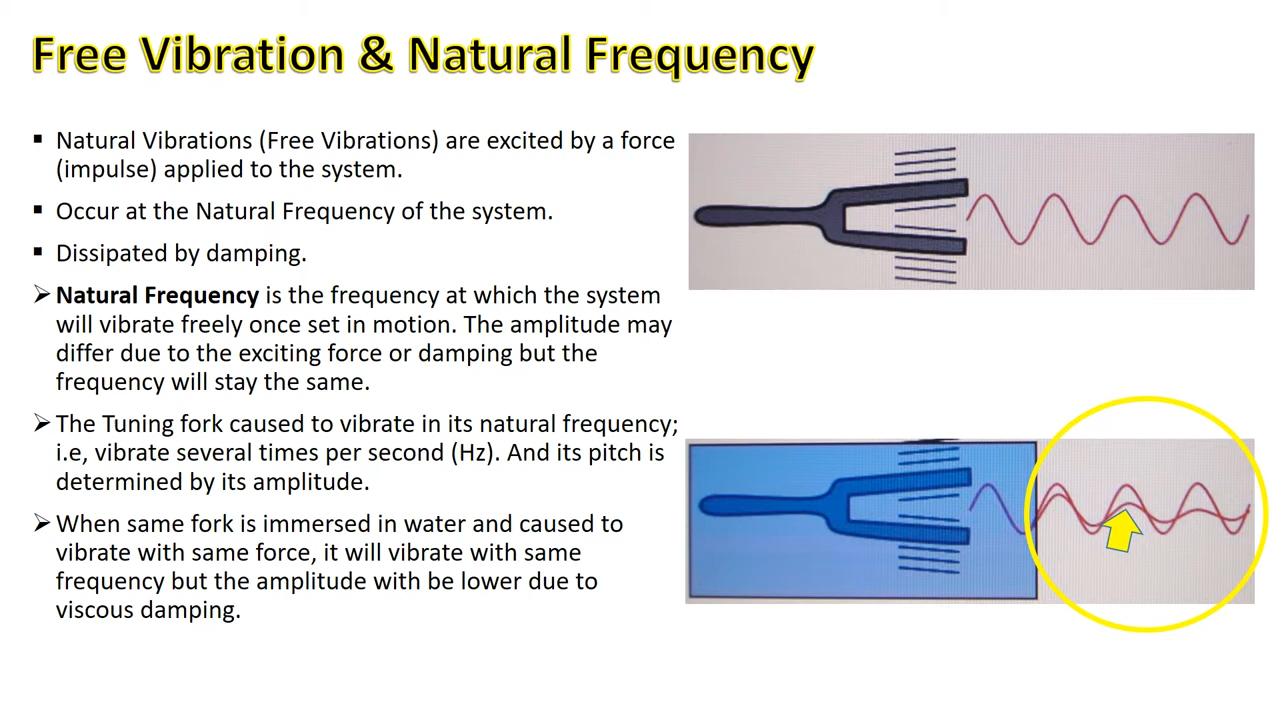 Free Vibration & Natural Frequency
▪ Natural Vibrations (Free Vibrations) are excited by a force
(impulse) applied to the system.
▪ Occur at the Natural Frequency of the system.
▪ Dissipated by damping.
➢ Natural Frequency is the frequency at which the system
will vibrate freely once set in motion. The amplitude may
differ due to the exciting force or damping but the
frequency will stay the same.
➢ The Tuning fork caused to vibrate in its natural frequency;
i.e, vibrate several times per second (Hz). And its pitch is
determined by its amplitude.
➢ When same fork is immersed in water and caused to
vibrate with same force, it will vibrate with same
frequency but the amplitude with be lower due to
viscous damping.